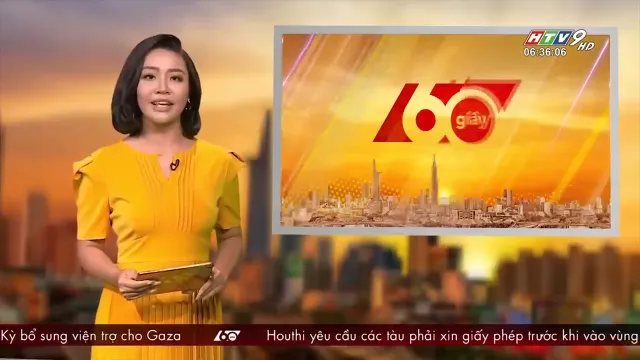 HTV9 HD
06:36:06
60 giây
Kỳ bổ sung viện trợ cho Gaza 60 Houthi yêu cầu các tàu phải xin giấy phép trước khi vào vùng